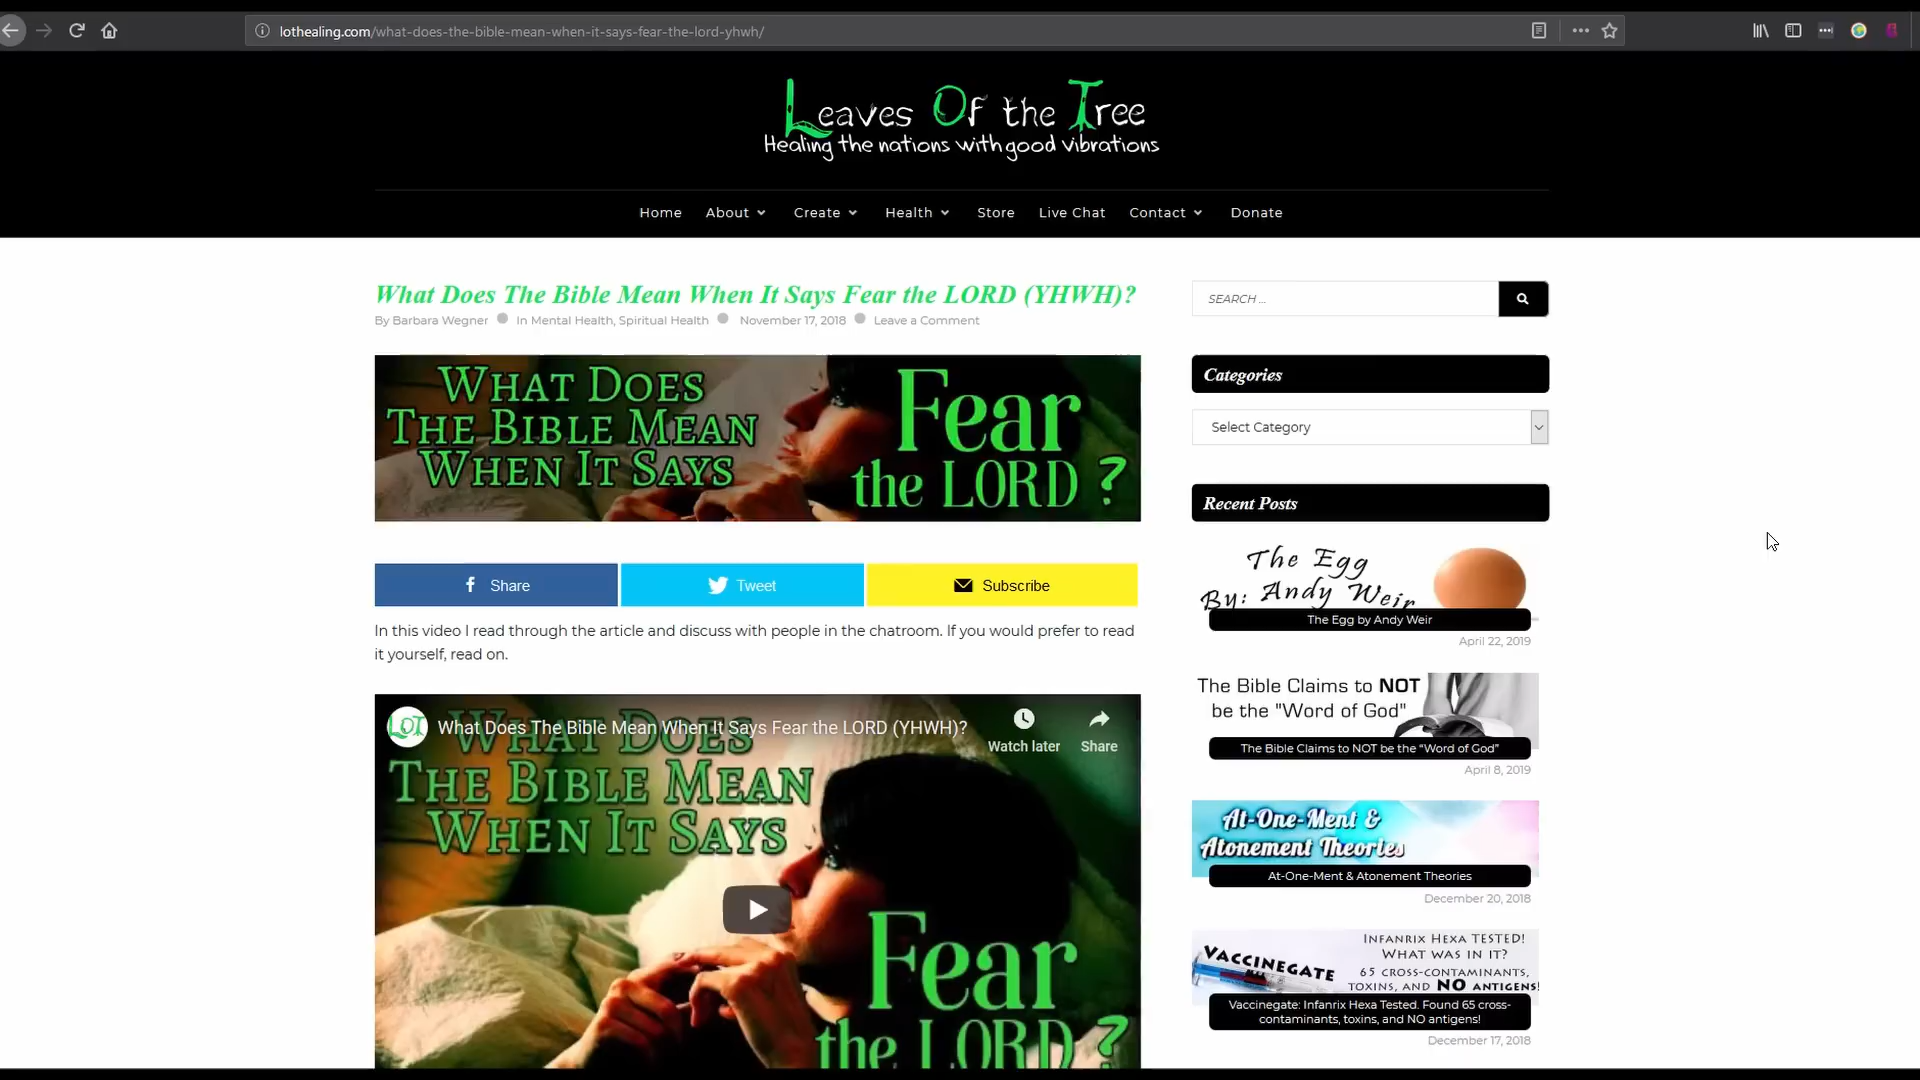 lothealing.com/what-does-the-bible-mean-when-it-says-fear-the-lord-yhwh/
Leaves Of the Tree
Healing the nations with good vibrations
Home About Create Health Store Live Chat Contact Donate
What Does The Bible Mean When It Says Fear the LORD (YHWH)?
By Barbara Wegner In Mental Health, Spiritual Health November 17, 2018 Leave a Comment
What Does
The Bible Mean
When It Says
Fear
the LORD ?
Share
Tweet
Subscribe
In this video I read through the article and discuss with people in the chatroom. If you would prefer to read
it yourself, read on.
LOT
What Does The Bible Mean When It Says Fear the LORD (YHWH)?
Watch later
Share
What Does
The Bible Mean
When It Says
Fear
the LORD ?
SEARCH ...
Categories
Select Category
Recent Posts
The Egg
By: Andy Weir
The Egg by Andy Weir
April 22, 2019
The Bible Claims to NOT
be the "Word of God"
The Bible Claims to NOT be the “Word of God”
April 8, 2019
At-One-Ment &
Atonement Theories
At-One-Ment & Atonement Theories
December 20, 2018
Vaccinegate
Infanrix Hexa Tested!
What was in it?
65 cross-contaminants,
toxins, and NO antigens!
Vaccinegate: Infanrix Hexa Tested. Found 65 cross-
contaminants, toxins, and NO antigens!
December 17, 2018